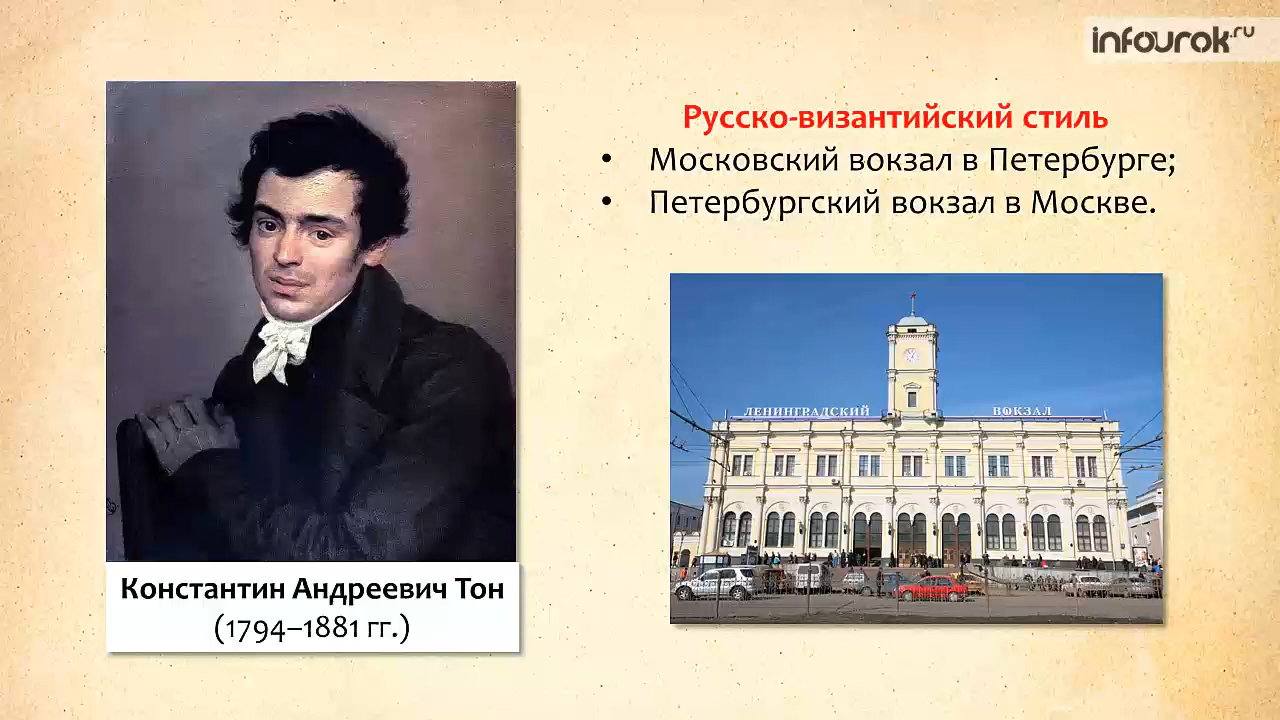 infourok.ru
Русско-византийский стиль
• Московский вокзал в Петербурге;
• Петербургский вокзал в Москве.
ЛЕНИНГРАДСКИЙ ВОКЗАЛ
Константин Андреевич Тон
(1794–1881 гг.)